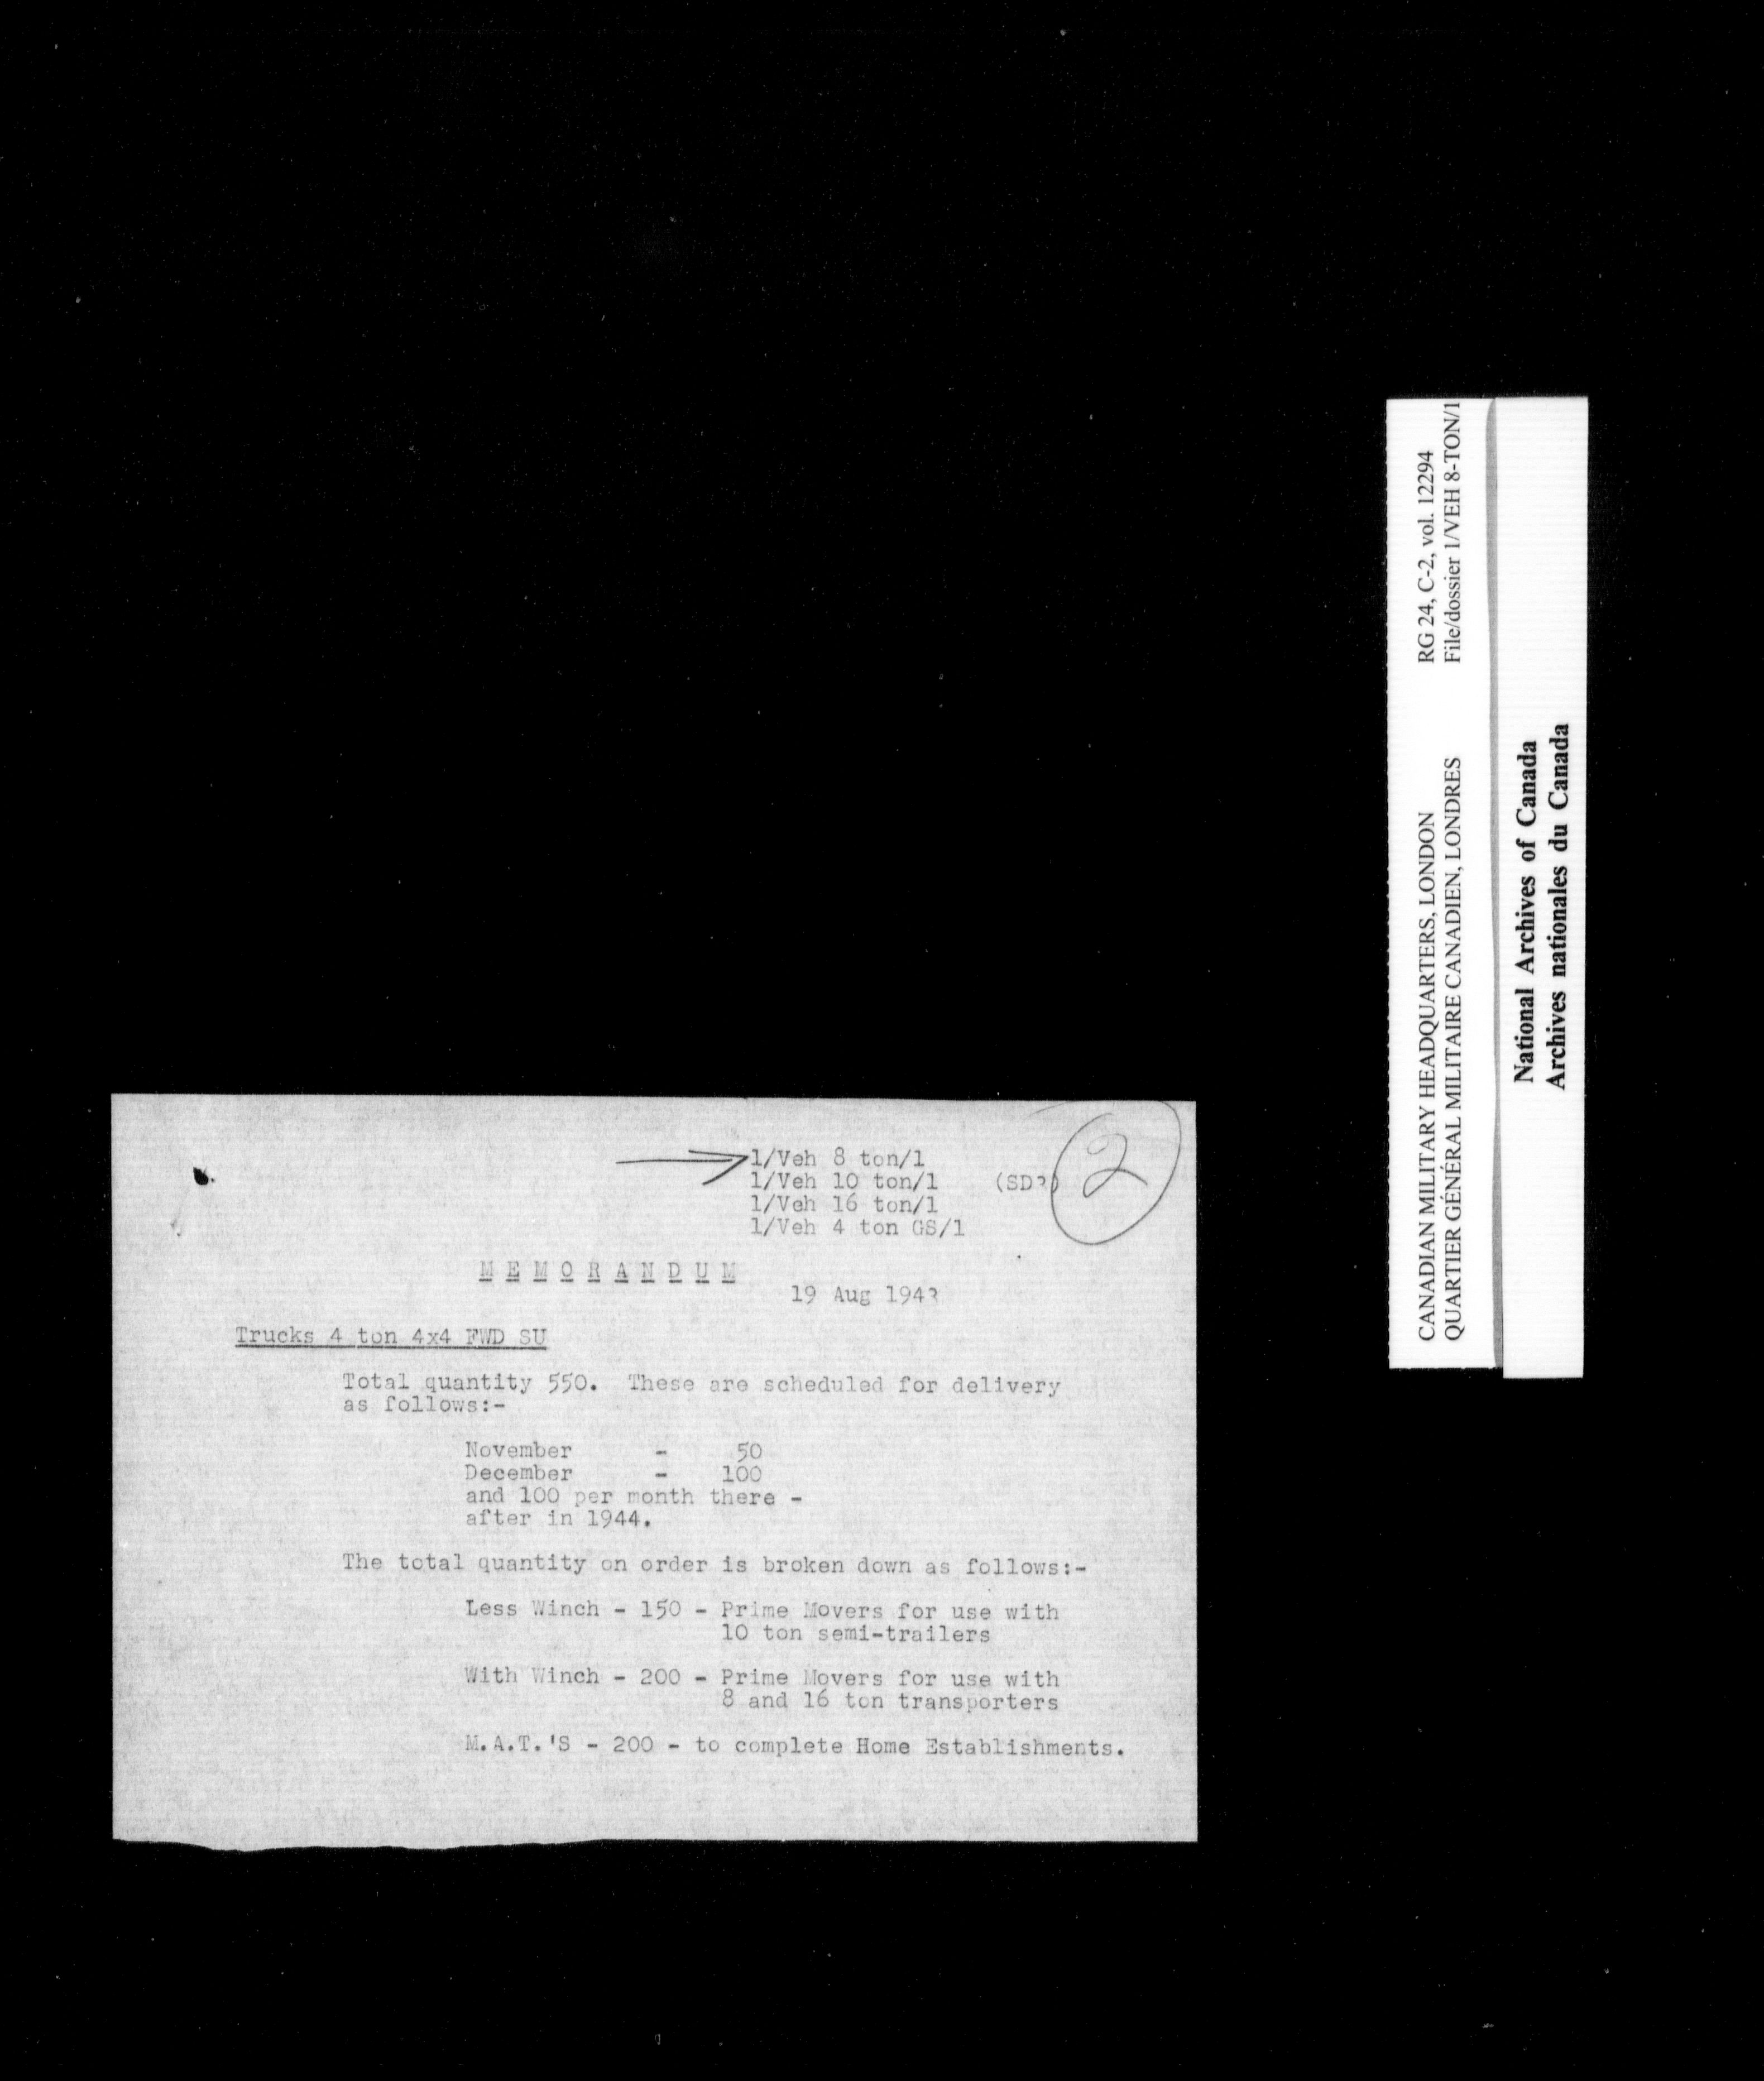 1/Veh 8 ton/1
1/Veh 10 ton/1 (SD3)
1/Veh 16 ton/1
1/Veh 4 ton GS/1
2
MEMORANDUM
19 Aug 1943
Trucks 4 ton 4x4 FWD SU
Total quantity 550. These are scheduled for delivery
as follows:-
November - 50
December - 100
and 100 per month there -
after in 1944.
The total quantity on order is broken down as follows:-
Less Winch - 150 - Prime Movers for use with
10 ton semi-trailers
With Winch - 200 - Prime Movers for use with
8 and 16 ton transporters
M.A.T.'S - 200 - to complete Home Establishments.
CANADIAN MILITARY HEADQUARTERS, LONDON RG 24, C-2, vol. 12294
QUARTIER GÉNÉRAL MILITAIRE CANADIEN, LONDRES File/dossier 1/VEH 8-TON/1
National Archives of Canada
Archives nationales du Canada